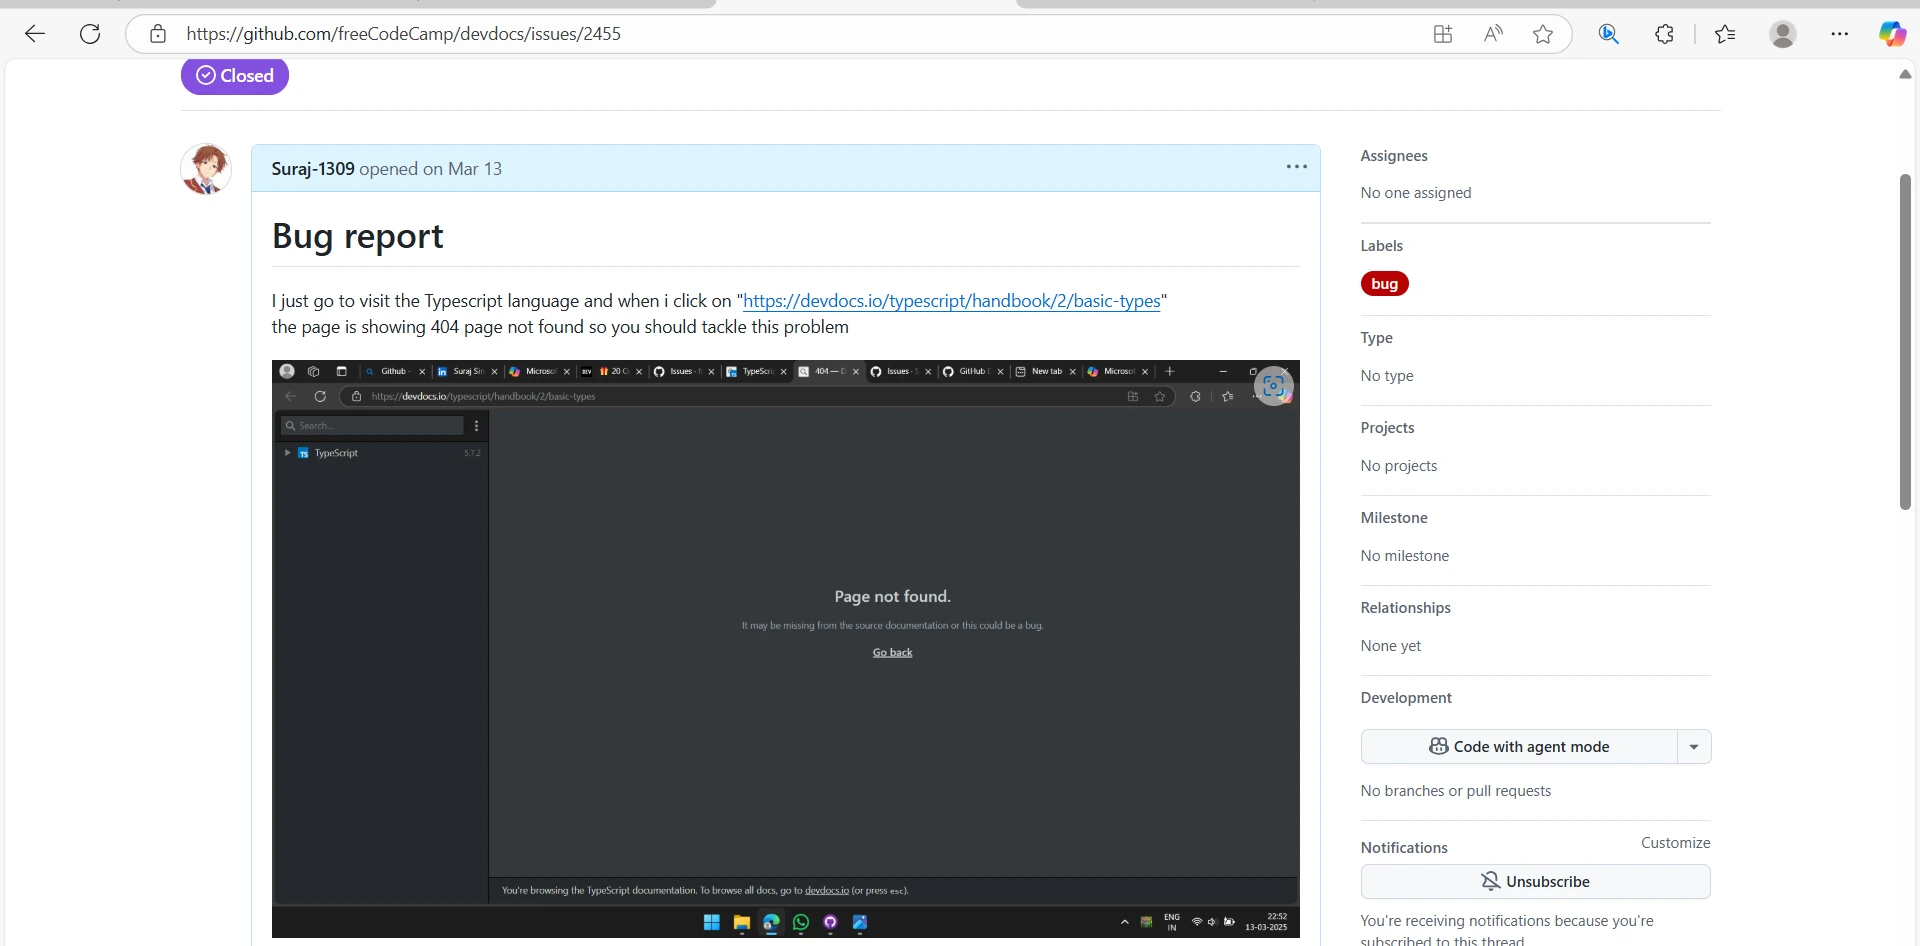 https://github.com/freeCodeCamp/devdocs/issues/2455
Closed
Suraj-1309 opened on Mar 13
Bug report
I just go to visit the Typescript language and when i click on "https://devdocs.io/typescript/handbook/2/basic-types"
the page is showing 404 page not found so you should tackle this problem
Github -
Suraj Sin
Microsof
DEV
20 O
Issues ·
TypeScri
404 — D
Issues · S
GitHub D
New tab
Microsof
https://devdocs.io/typescript/handbook/2/basic-types
Search...
TS TypeScript 5.7.2
Page not found.
It may be missing from the source documentation or this could be a bug.
Go back
You're browsing the TypeScript documentation. To browse all docs, go to devdocs.io (or press esc).
ENG
IN
22:52
13-03-2025
Assignees
No one assigned
Labels
bug
Type
No type
Projects
No projects
Milestone
No milestone
Relationships
None yet
Development
Code with agent mode
No branches or pull requests
Notifications
Customize
Unsubscribe
You're receiving notifications because you're
subscribed to this thread